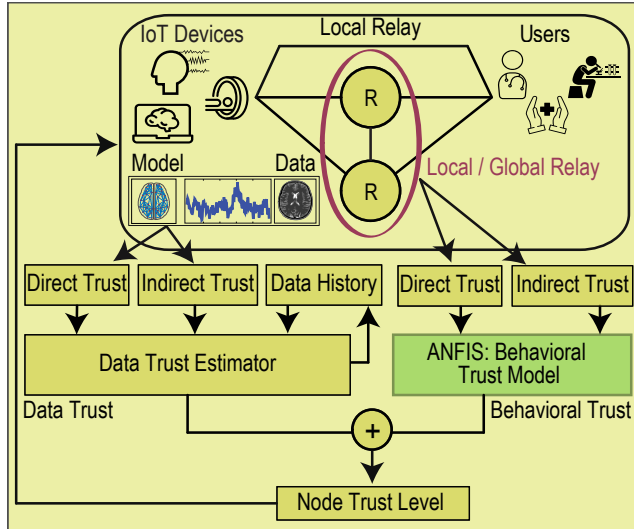 IoT Devices
Local Relay
Users
R
R
Model
Data
Local / Global Relay
Direct Trust
Indirect Trust
Data History
Direct Trust
Indirect Trust
Data Trust Estimator
ANFIS: Behavioral
Trust Model
Data Trust
Behavioral Trust
+
Node Trust Level